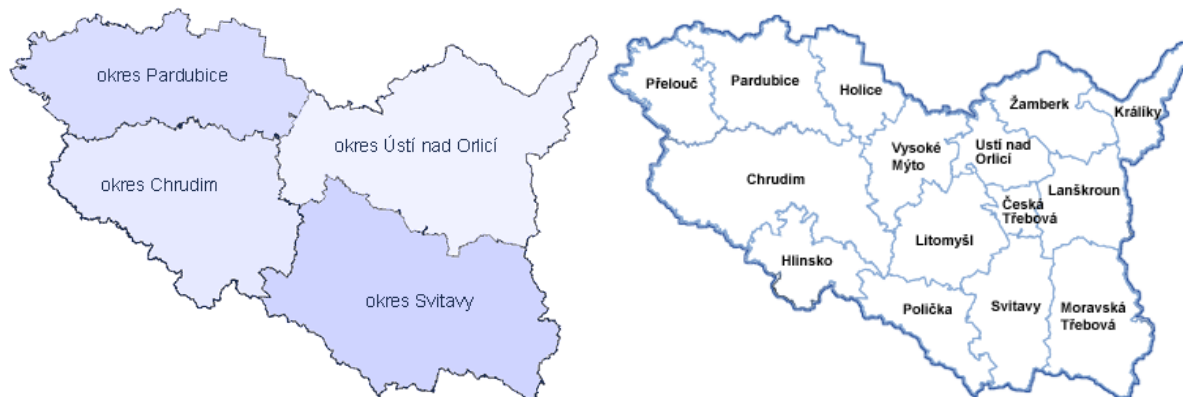 okres Pardubice
okres Ústí nad Orlicí
okres Chrudim
okres Svitavy
Přelouč
Pardubice
Holice
Žamberk
Králíky
Vysoké
Mýto
Ústí nad
Orlicí
Chrudim
Lanškroun
Česká
Třebová
Litomyšl
Hlinsko
Polička
Svitavy
Moravská
Třebová